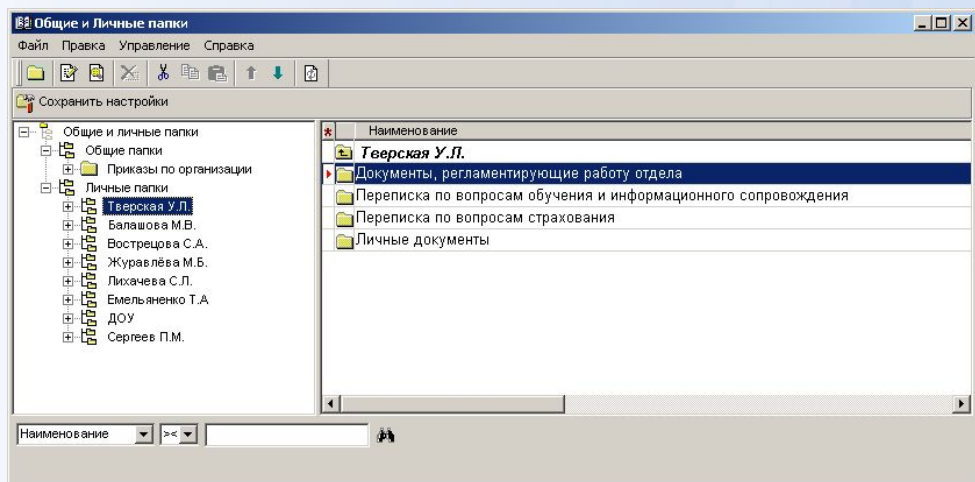 Общие и Личные папки
Файл Правка Управление Справка
Сохранить настройки
Общие и личные папки
Общие папки
Приказы по организации
Личные папки
Тверская У.Л.
Балашова М.В.
Вострецова С.А.
Журавлёва М.Б.
Лихачева С.Л.
Емельяненко Т.А
ДОУ
Сергеев П.М.
* Наименование
Тверская У.Л.
Документы, регламентирующие работу отдела
Переписка по вопросам обучения и информационного сопровождения
Переписка по вопросам страхования
Личные документы
Наименование ><